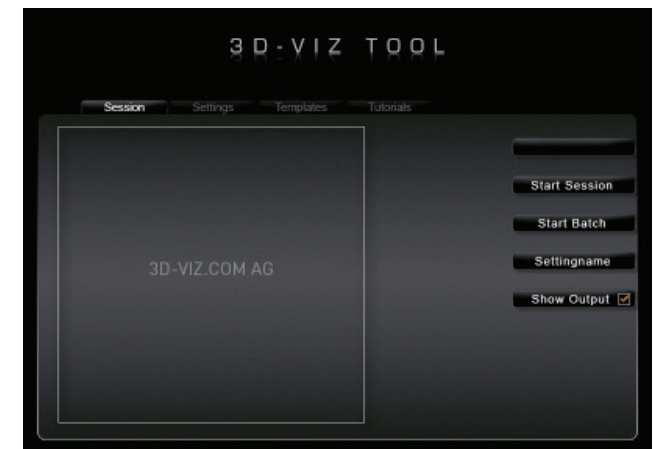 3D-VIZ TOOL
Session Settings Templates Tutorials
3D-VIZ.COM AG
Start Session
Start Batch
Settingname
Show Output